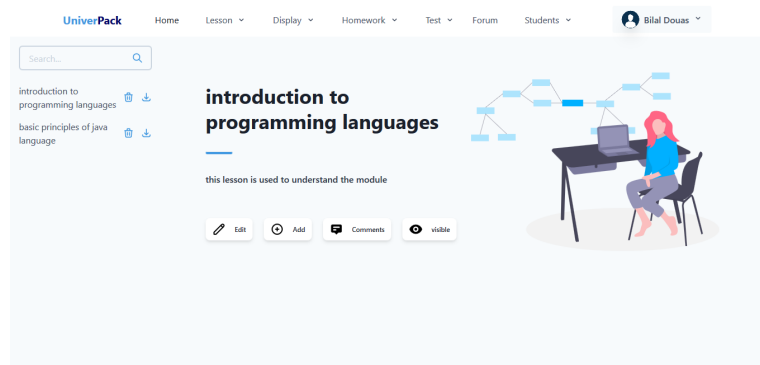 UniverPack
Home
Lesson
Display
Homework
Test
Forum
Students
Bilal Douas
Search...
introduction to
programming languages
basic principles of java
language
introduction to
programming languages
this lesson is used to understand the module
Edit
Add
Comments
visible